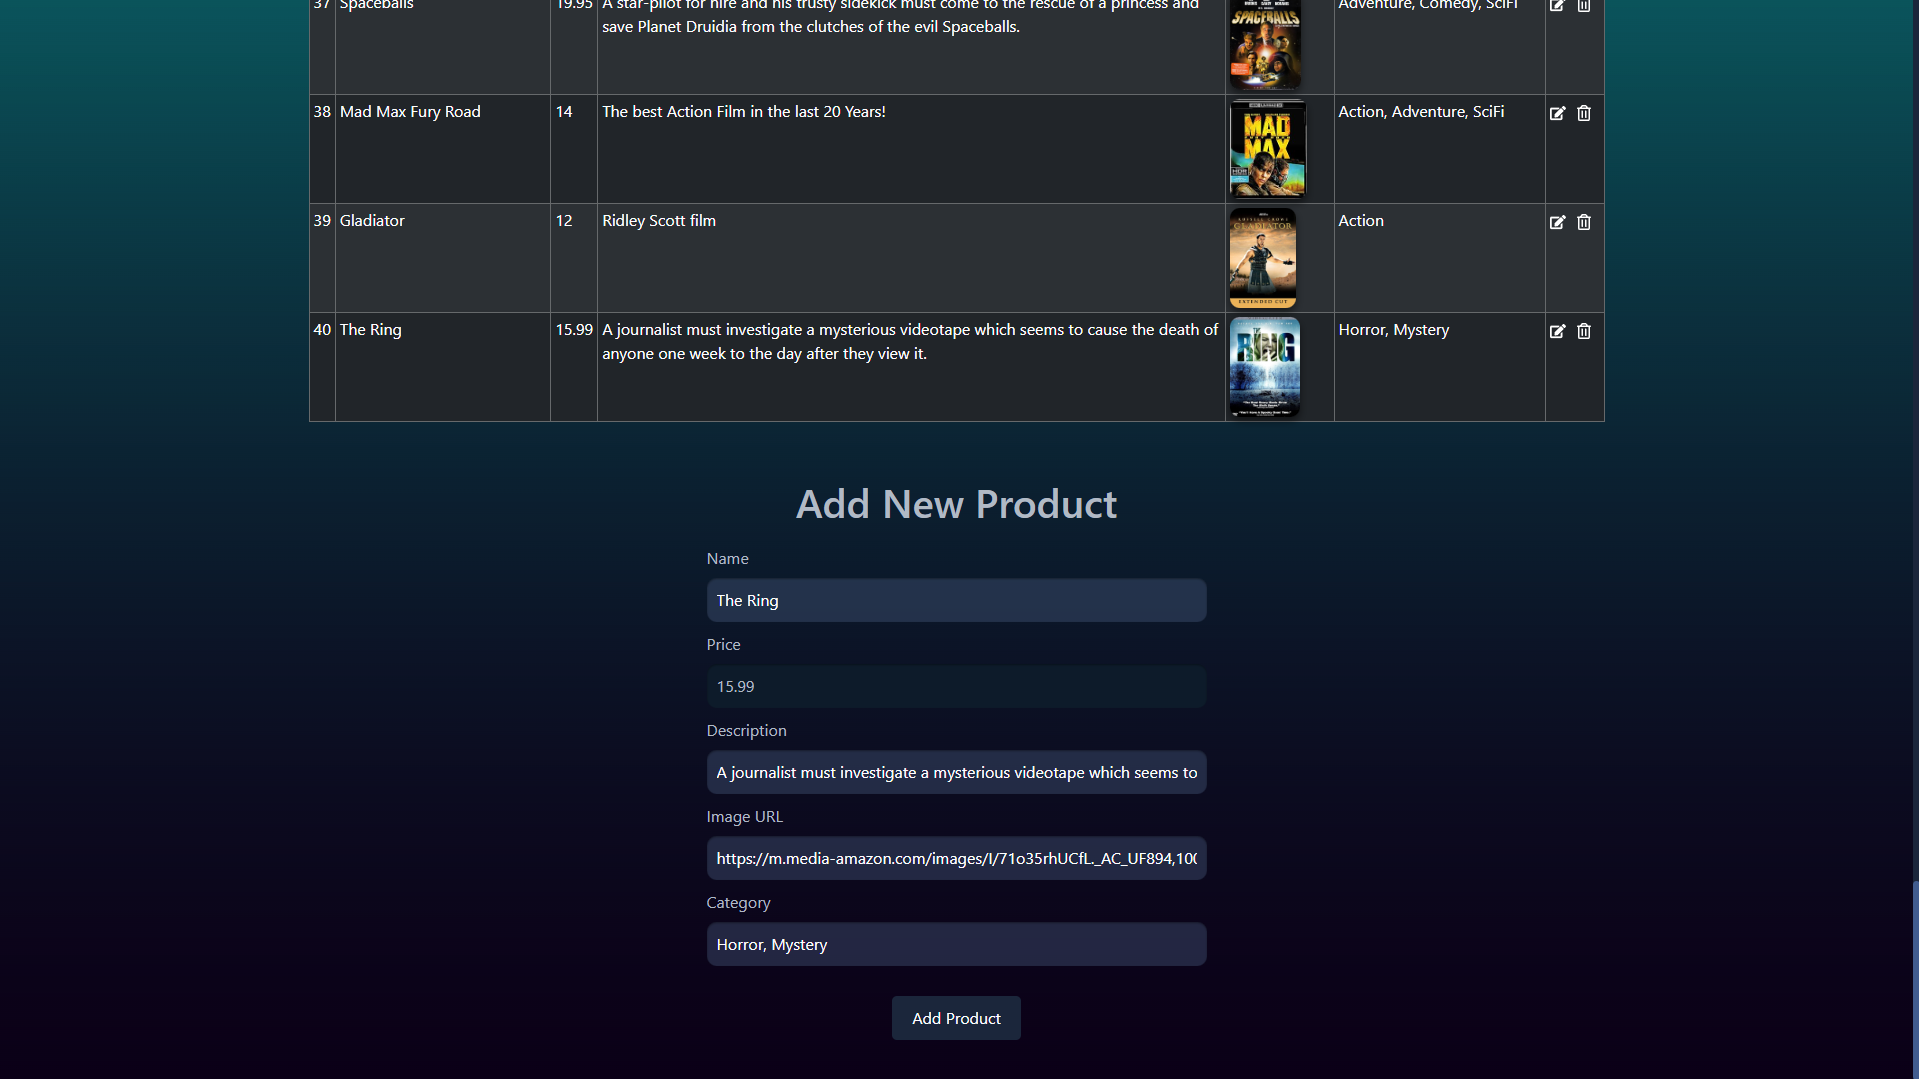 37 Spaceballs 19.95 A star-pilot for hire and his trusty sidekick must come to the rescue of a princess and Adventure, Comedy, SciFi
save Planet Druidia from the clutches of the evil Spaceballs.
SPACEBALLS
38 Mad Max Fury Road 14 The best Action Film in the last 20 Years! Action, Adventure, SciFi
MAD
MAX
HDR
39 Gladiator 12 Ridley Scott film Action
GLADIATOR
EXTENDED CUT
40 The Ring 15.99 A journalist must investigate a mysterious videotape which seems to cause the death of Horror, Mystery
anyone one week to the day after they view it.
THE
RING
Add New Product
Name
The Ring
Price
15.99
Description
A journalist must investigate a mysterious videotape which seems to
Image URL
https://m.media-amazon.com/images/I/71o35rhUCfL._AC_UF894,10
Category
Horror, Mystery
Add Product